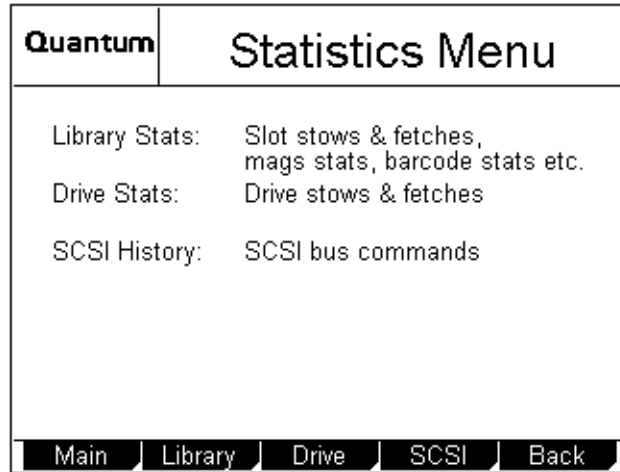 Quantum
Statistics Menu
Library Stats: Slot stows & fetches,
mags stats, barcode stats etc.
Drive Stats: Drive stows & fetches
SCSI History: SCSI bus commands
Main Library Drive SCSI Back